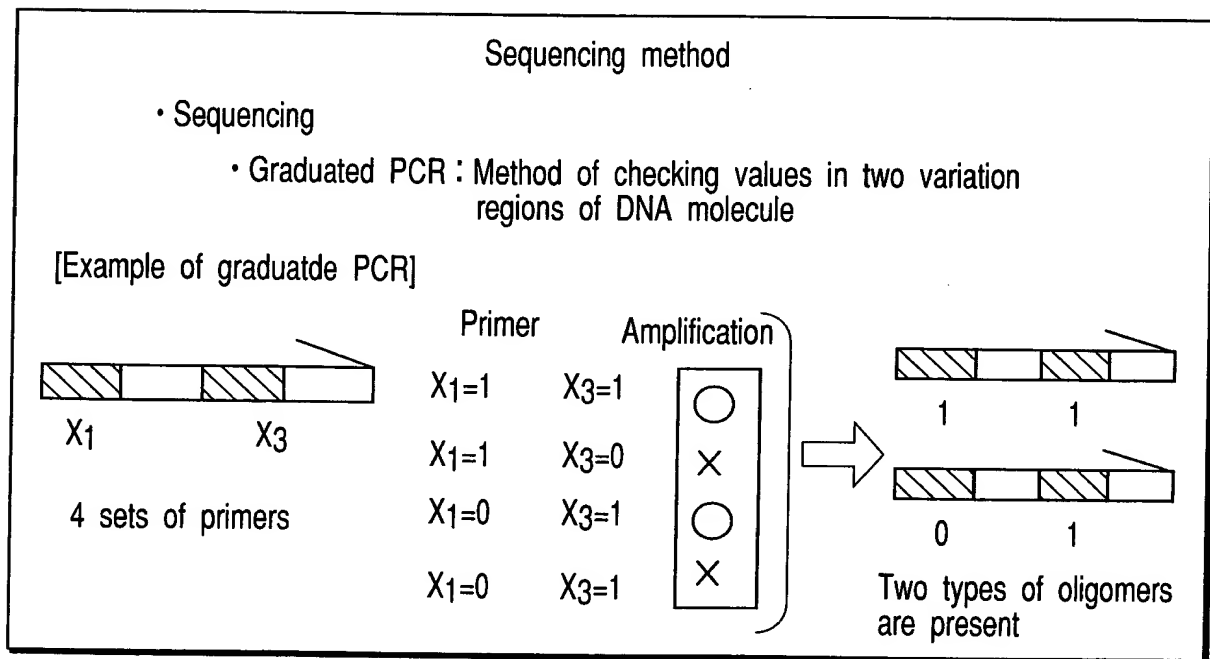 Sequencing method
・Sequencing
・Graduated PCR : Method of checking values in two variation
regions of DNA molecule
[Example of graduatde PCR]
Primer Amplification
X1 X3
4 sets of primers
X1=1 X3=1 ○
X1=1 X3=0 ×
X1=0 X3=1 ○
X1=0 X3=1 ×
1 1
0 1
Two types of oligomers
are present